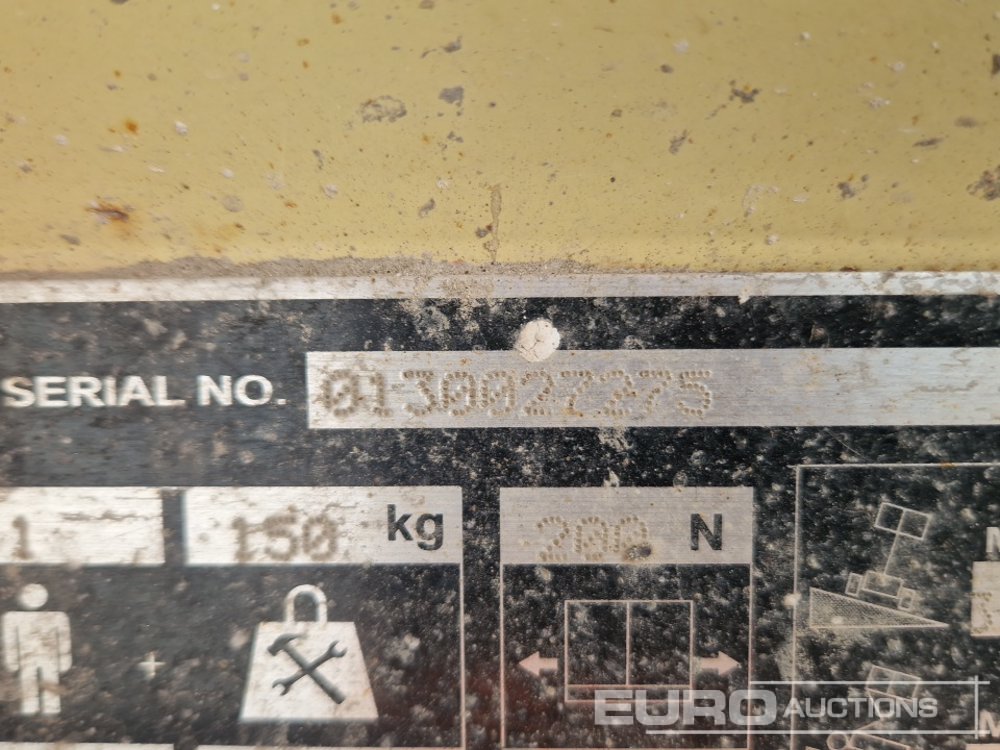 SERIAL NO. 0130027275
1 150 kg 200 N
EURO AUCTIONS